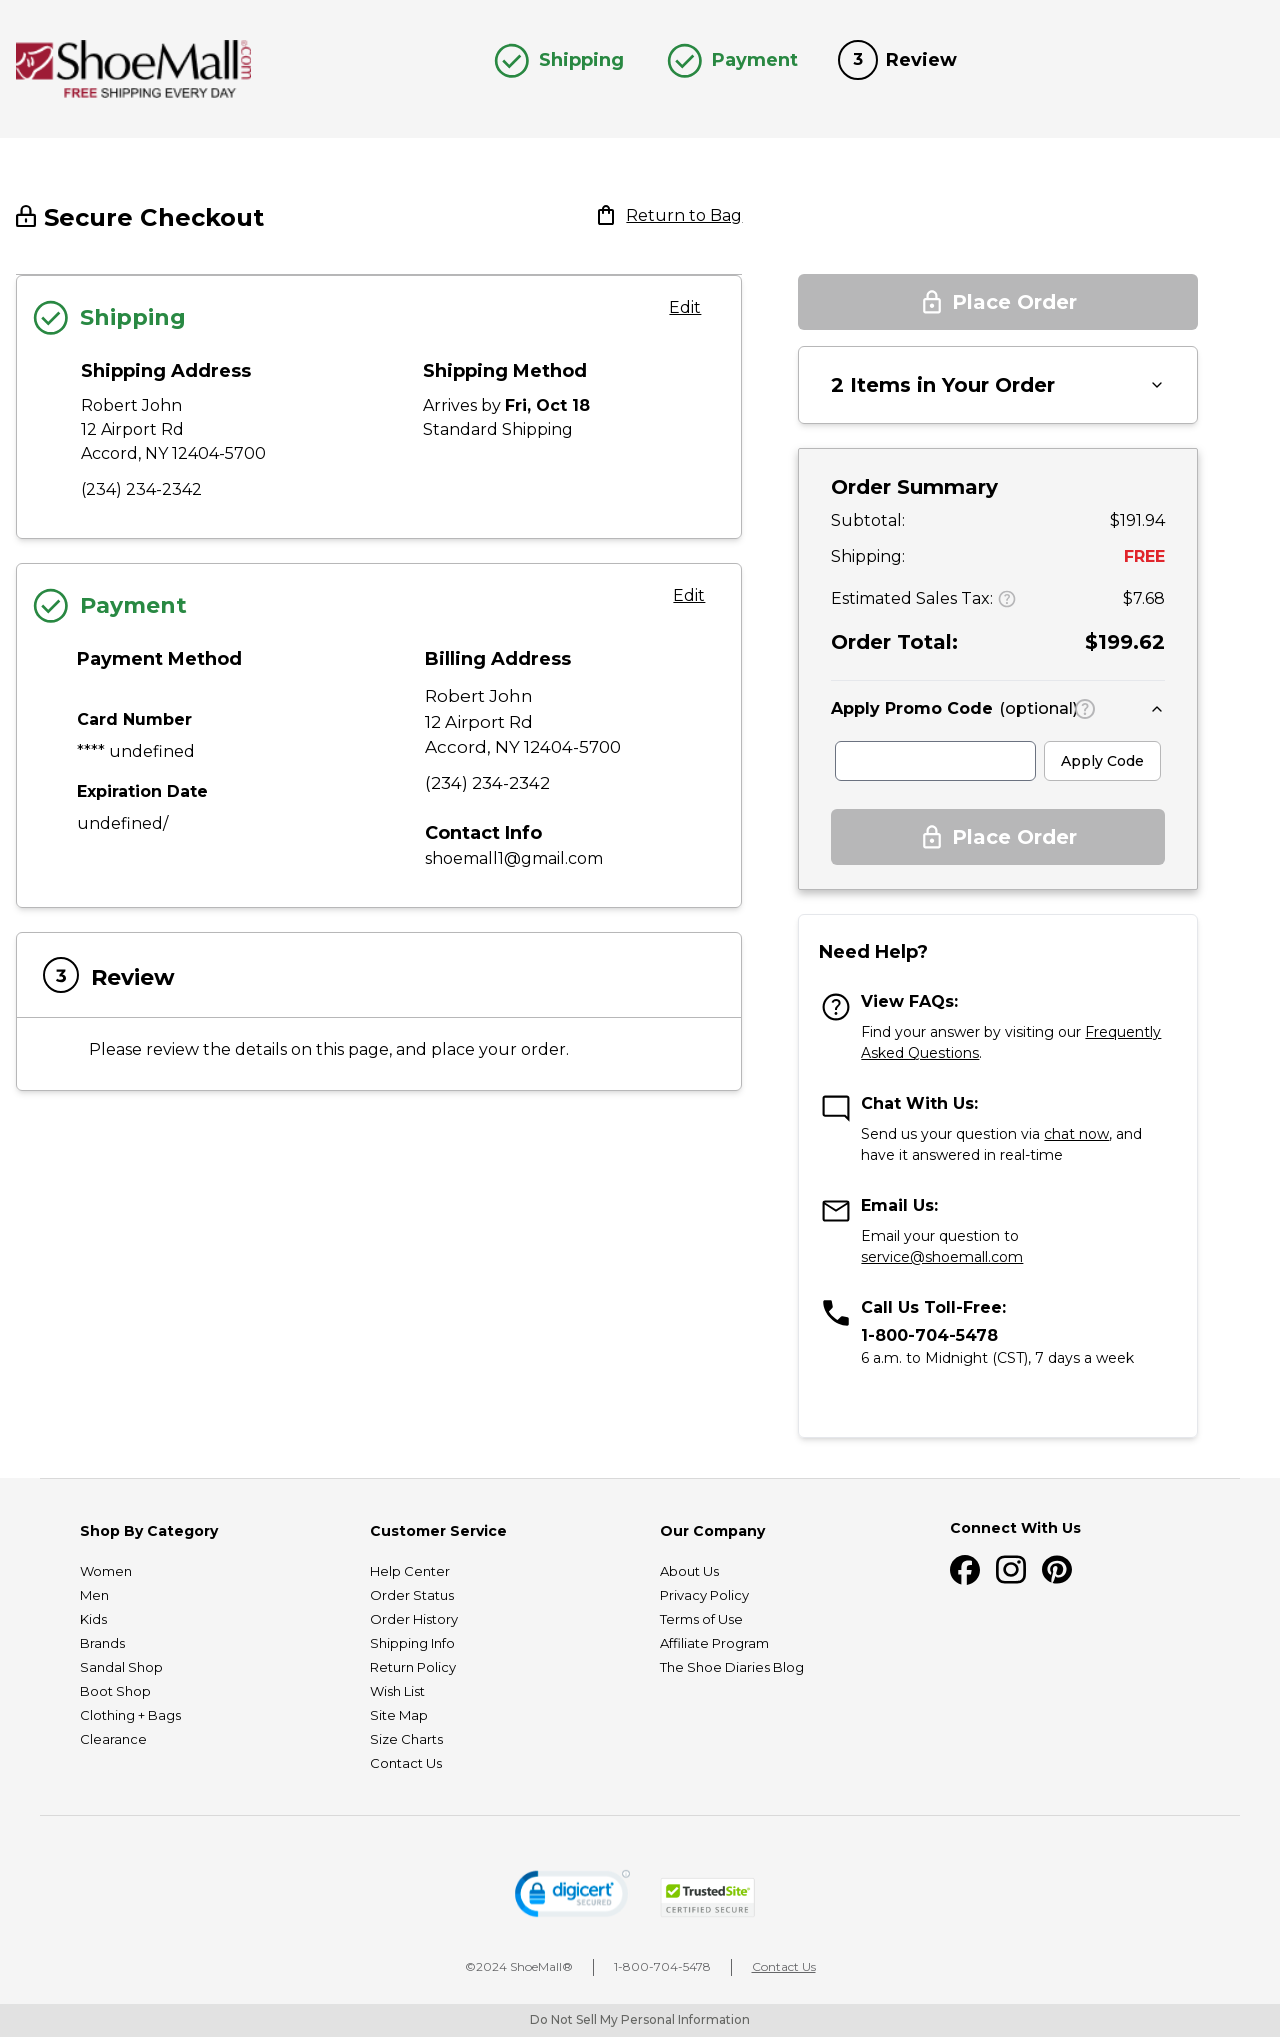 ShoeMall.com
FREE SHIPPING EVERY DAY
Shipping
Payment
3 Review
Secure Checkout
Return to Bag
Shipping
Edit
Shipping Address
Robert John
12 Airport Rd
Accord, NY 12404-5700
(234) 234-2342
Shipping Method
Arrives by Fri, Oct 18
Standard Shipping
Payment
Edit
Payment Method
Card Number
**** undefined
Expiration Date
undefined/
Billing Address
Robert John
12 Airport Rd
Accord, NY 12404-5700
(234) 234-2342
Contact Info
shoemall1@gmail.com
3 Review
Please review the details on this page, and place your order.
Place Order
2 Items in Your Order
Order Summary
Subtotal: $191.94
Shipping: FREE
Estimated Sales Tax: ? $7.68
Order Total: $199.62
Apply Promo Code (optional) ?
Apply Code
Place Order
Need Help?
? View FAQs:
Find your answer by visiting our Frequently
Asked Questions.
Chat With Us:
Send us your question via chat now, and
have it answered in real-time
Email Us:
Email your question to
service@shoemall.com
Call Us Toll-Free:
1-800-704-5478
6 a.m. to Midnight (CST), 7 days a week
Shop By Category
Women
Men
Kids
Brands
Sandal Shop
Boot Shop
Clothing + Bags
Clearance
Customer Service
Help Center
Order Status
Order History
Shipping Info
Return Policy
Wish List
Site Map
Size Charts
Contact Us
Our Company
About Us
Privacy Policy
Terms of Use
Affiliate Program
The Shoe Diaries Blog
Connect With Us
digicert
SECURED
TrustedSite
CERTIFIED SECURE
©2024 ShoeMall® 1-800-704-5478 Contact Us
Do Not Sell My Personal Information